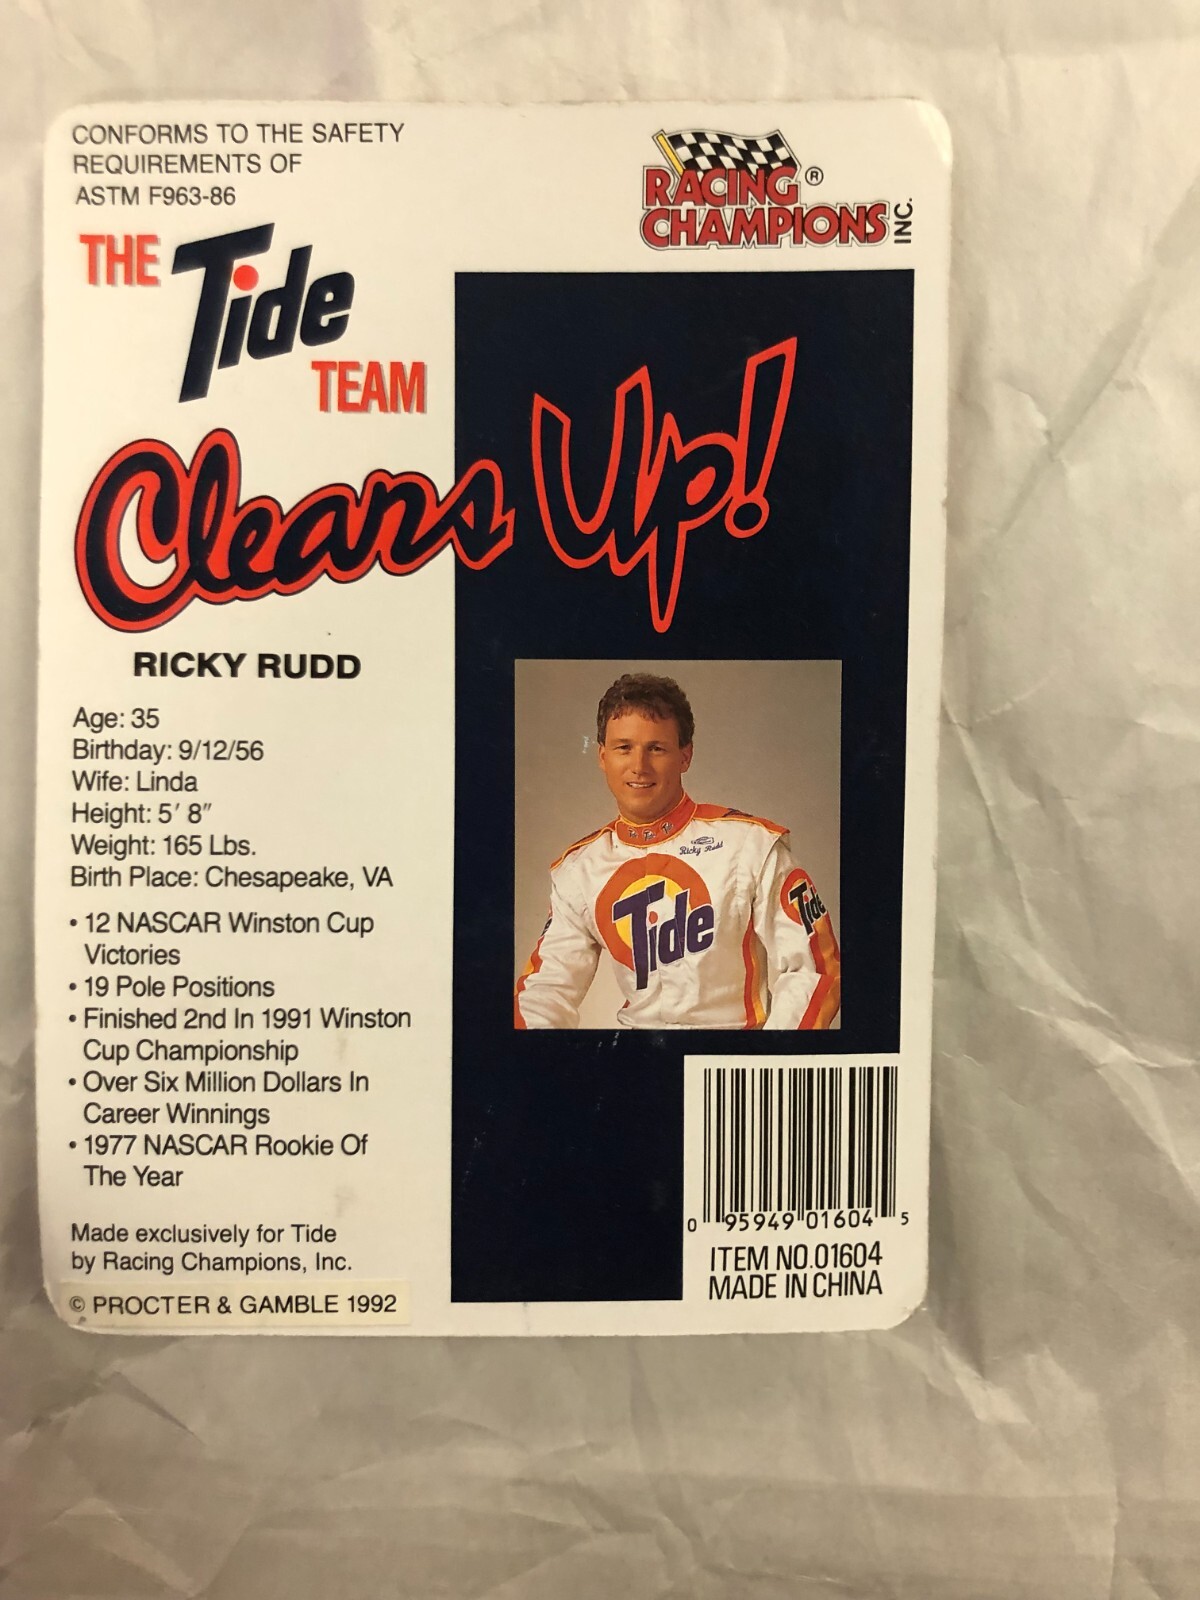 CONFORMS TO THE SAFETY
REQUIREMENTS OF
ASTM F963-86
RACING ®
CHAMPIONS INC.
THE Tide
TEAM
Clears Up!
RICKY RUDD
Age: 35
Birthday: 9/12/56
Wife: Linda
Height: 5' 8"
Weight: 165 Lbs.
Birth Place: Chesapeake, VA
• 12 NASCAR Winston Cup
Victories
• 19 Pole Positions
• Finished 2nd In 1991 Winston
Cup Championship
• Over Six Million Dollars In
Career Winnings
• 1977 NASCAR Rookie Of
The Year
Made exclusively for Tide
by Racing Champions, Inc.
© PROCTER & GAMBLE 1992
Ricky Rudd
Tide
Tide
0 95949 01604 5
ITEM NO.01604
MADE IN CHINA